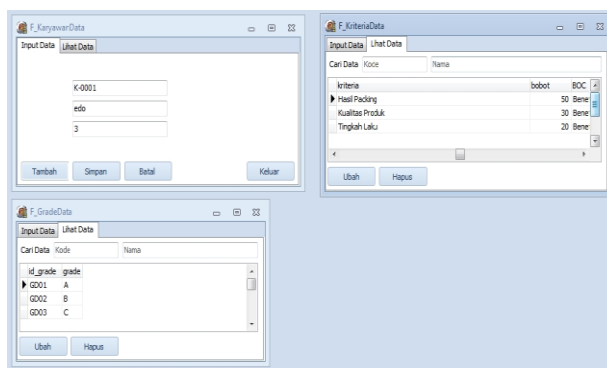 F_KaryawanData
Input Data Lihat Data
K-0001
edo
3
Tambah Simpan Batal Keluar
F_KriteriaData
Input Data Lihat Data
Cari Data Kode Nama
kriteria bobot BOC
Hasil Packing 50 Bene
Kualitas Produk 30 Bene
Tingkah Laku 20 Bene
Ubah Hapus
F_GradeData
Input Data Lihat Data
Cari Data Kode Nama
id_grade grade
GD01 A
GD02 B
GD03 C
Ubah Hapus